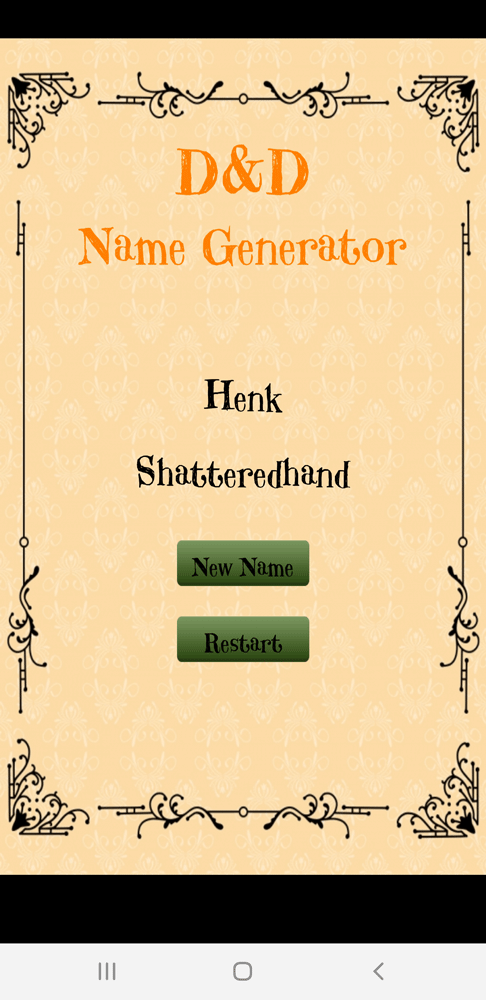 D&D
Name Generator
Henk
Shatteredhand
New Name
Restart